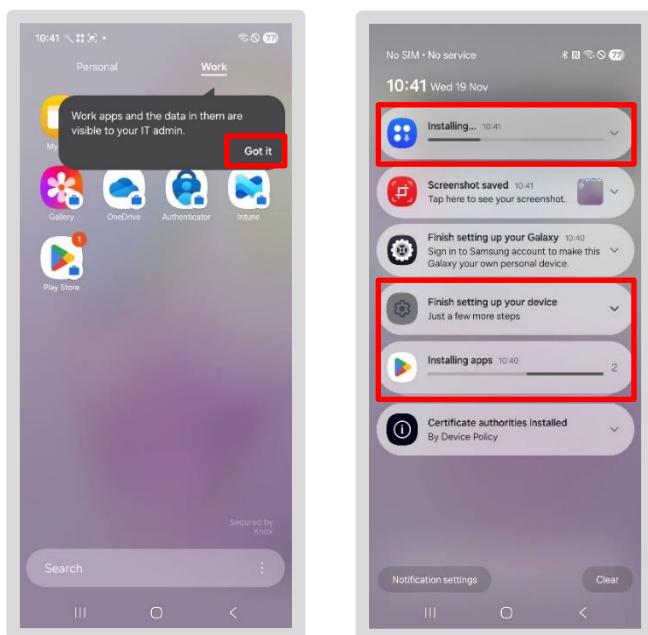 10:41
77
Personal
Work
Work apps and the data in them are
visible to your IT admin.
Got it
My
Gallery
OneDrive
Authenticator
Intune
1
Play Store
Secured by
Knox
Search
No SIM • No service
77
10:41 Wed 19 Nov
Installing... 10:41
Screenshot saved 10:41
Tap here to see your screenshot.
Finish setting up your Galaxy 10:40
Sign in to Samsung account to make this
Galaxy your own personal device.
Finish setting up your device
Just a few more steps
Installing apps 10:40
2
Certificate authorities installed
By Device Policy
Notification settings
Clear